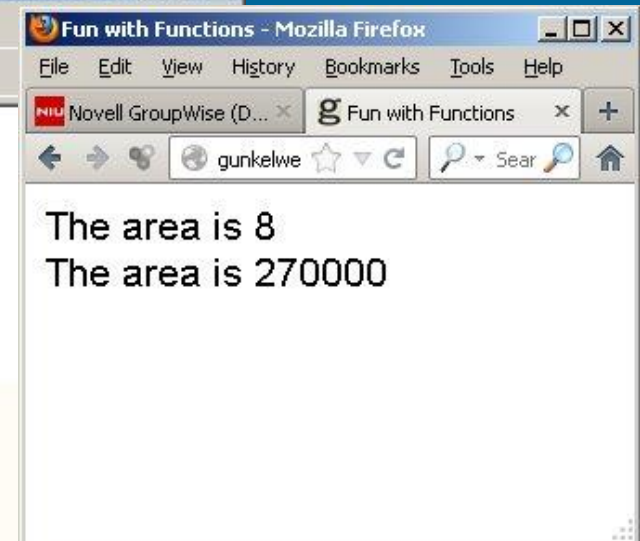 Fun with Functions - Mozilla Firefox
File Edit View History Bookmarks Tools Help
NIU Novell GroupWise (D... × g Fun with Functions × +
gunkelwe Sear
The area is 8
The area is 270000